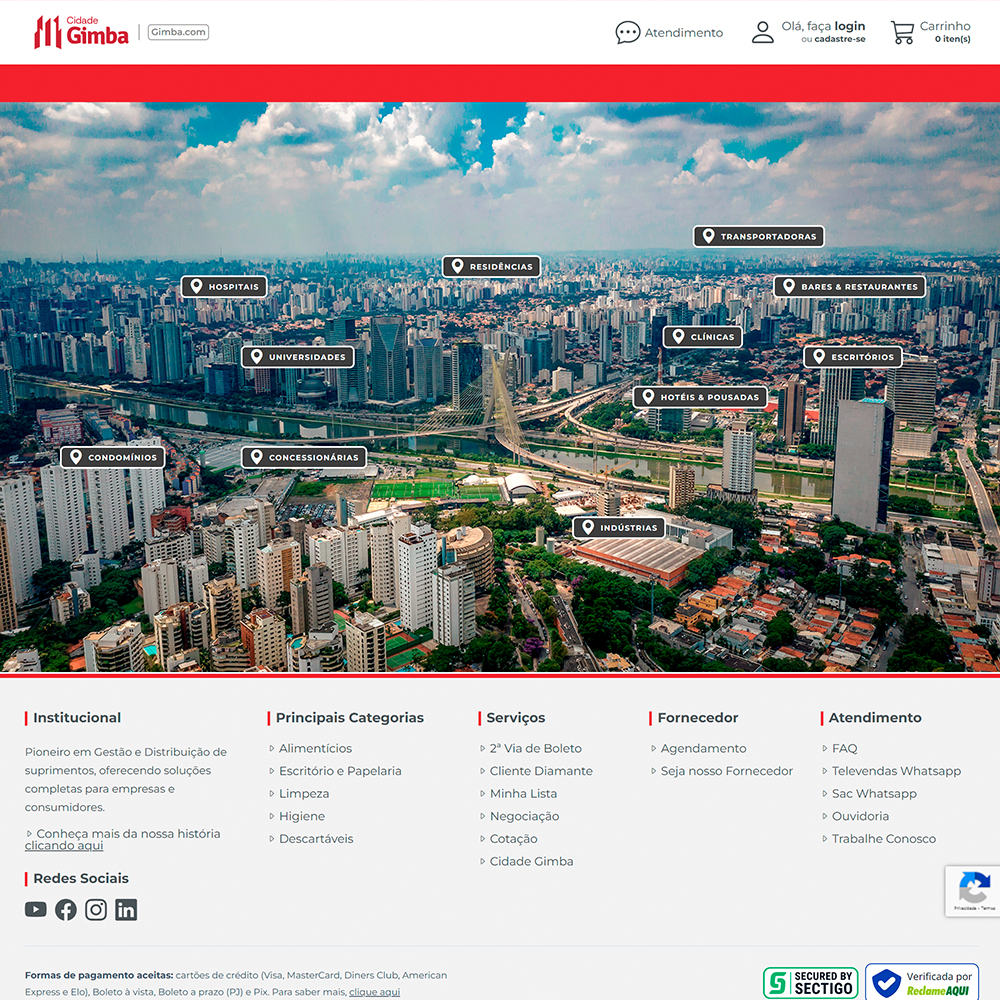 Cidade
Gimba
Gimba.com
Atendimento
Olá, faça login
ou cadastre-se
Carrinho
0 iten(s)
TRANSPORTADORAS
RESIDÊNCIAS
HOSPITAIS
BARES & RESTAURANTES
CLÍNICAS
UNIVERSIDADES
ESCRITÓRIOS
HOTÉIS & POUSADAS
CONDOMÍNIOS
CONCESSIONÁRIAS
INDÚSTRIAS
Institucional
Pioneiro em Gestão e Distribuição de
suprimentos, oferecendo soluções
completas para empresas e
consumidores.
Conheça mais da nossa história
clicando aqui
Redes Sociais
Principais Categorias
Alimentícios
Escritório e Papelaria
Limpeza
Higiene
Descartáveis
Serviços
2ª Via de Boleto
Cliente Diamante
Minha Lista
Negociação
Cotação
Cidade Gimba
Fornecedor
Agendamento
Seja nosso Fornecedor
Atendimento
FAQ
Televendas Whatsapp
Sac Whatsapp
Ouvidoria
Trabalhe Conosco
Privacidade - Termos
Formas de pagamento aceitas: cartões de crédito (Visa, MasterCard, Diners Club, American
Express e Elo), Boleto à vista, Boleto a prazo (PJ) e Pix. Para saber mais, clique aqui
SECURED BY
SECTIGO
Verificada por
ReclameAQUI